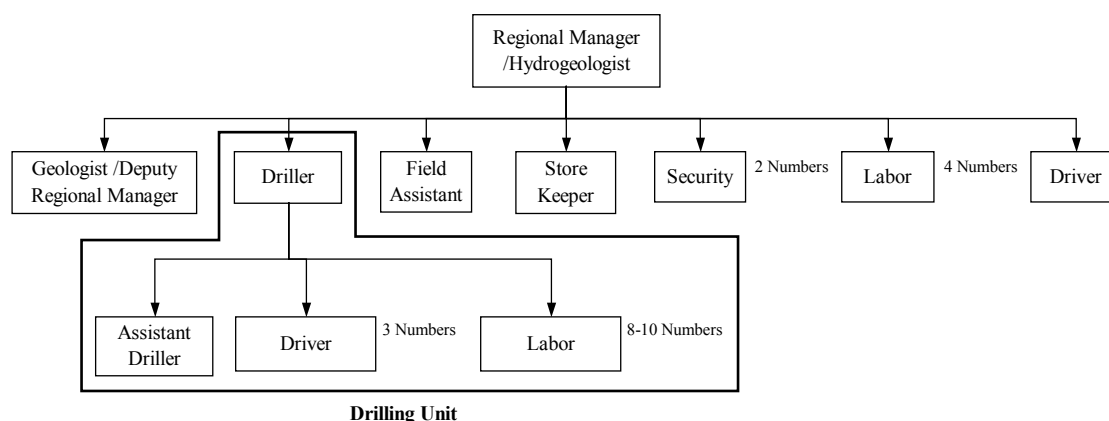 Regional Manager
/Hydrogeologist
Geologist /Deputy
Regional Manager
Driller
Field
Assistant
Store
Keeper
Security
2 Numbers
Labor
4 Numbers
Driver
Assistant
Driller
Driver
3 Numbers
Labor
8-10 Numbers
Drilling Unit